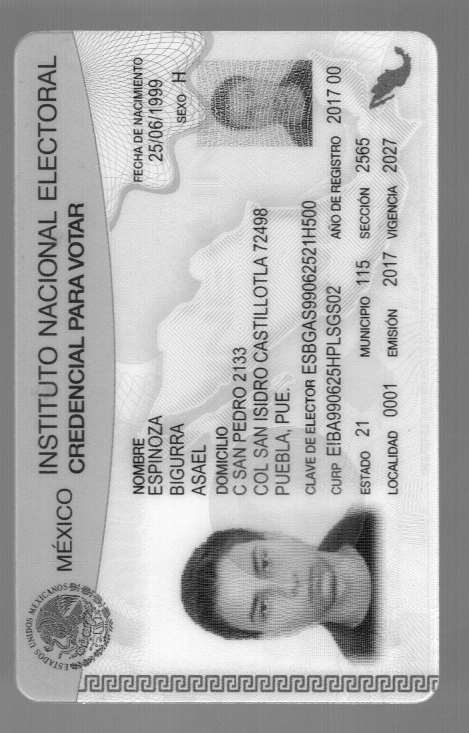 ESTADOS UNIDOS MEXICANOS
MÉXICO INSTITUTO NACIONAL ELECTORAL
CREDENCIAL PARA VOTAR
NOMBRE
ESPINOZA
BIGURRA
ASAEL
FECHA DE NACIMIENTO
25/06/1999
SEXO H
DOMICILIO
C SAN PEDRO 2133
COL SAN ISIDRO CASTILLOTLA 72498
PUEBLA, PUE.
CLAVE DE ELECTOR ESBGAS99062521H500
CURP EIBA990625HPLSGS02 AÑO DE REGISTRO 2017 00
ESTADO 21 MUNICIPIO 115 SECCIÓN 2565
LOCALIDAD 0001 EMISIÓN 2017 VIGENCIA 2027